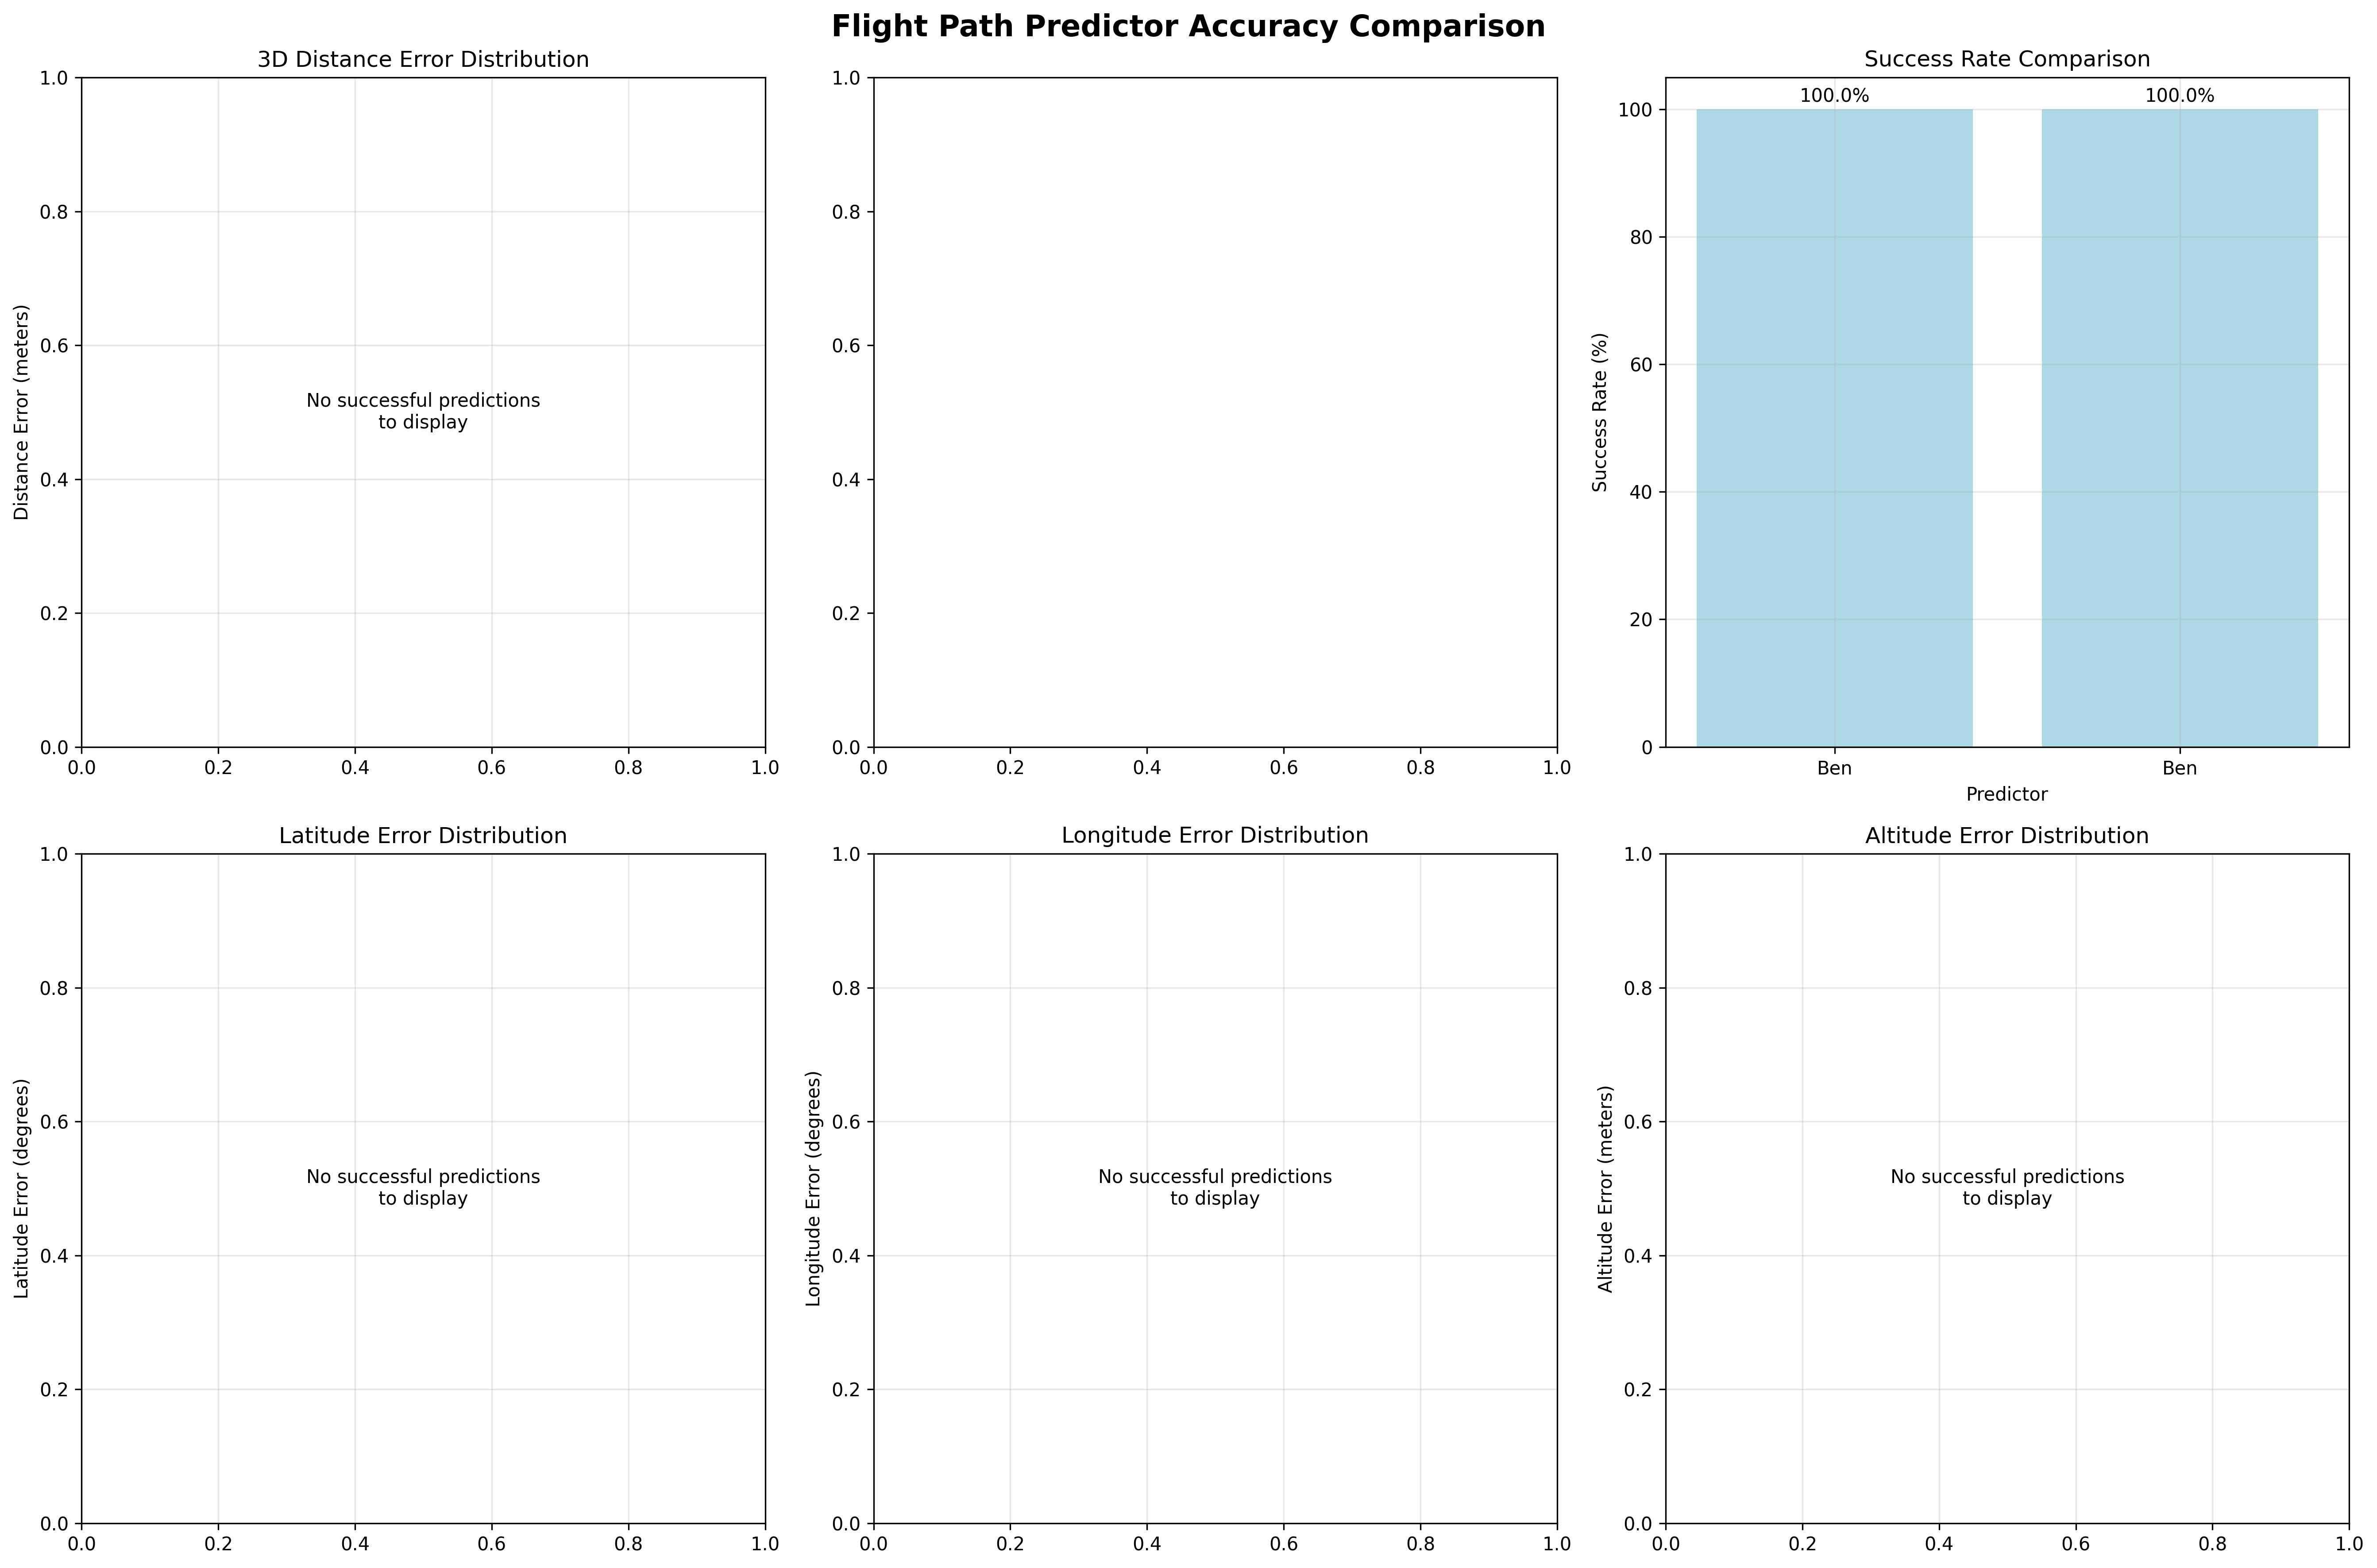 Flight Path Predictor Accuracy Comparison
3D Distance Error Distribution
Distance Error (meters)
1.0
0.8
0.6
0.4
0.2
0.0
No successful predictions
to display
0.0 0.2 0.4 0.6 0.8 1.0
1.0
0.8
0.6
0.4
0.2
0.0
0.0 0.2 0.4 0.6 0.8 1.0
Success Rate Comparison
Success Rate (%)
100
80
60
40
20
0
100.0% 100.0%
Ben Ben
Predictor
Latitude Error Distribution
Latitude Error (degrees)
1.0
0.8
0.6
0.4
0.2
0.0
No successful predictions
to display
0.0 0.2 0.4 0.6 0.8 1.0
Longitude Error Distribution
Longitude Error (degrees)
1.0
0.8
0.6
0.4
0.2
0.0
No successful predictions
to display
0.0 0.2 0.4 0.6 0.8 1.0
Altitude Error Distribution
Altitude Error (meters)
1.0
0.8
0.6
0.4
0.2
0.0
No successful predictions
to display
0.0 0.2 0.4 0.6 0.8 1.0